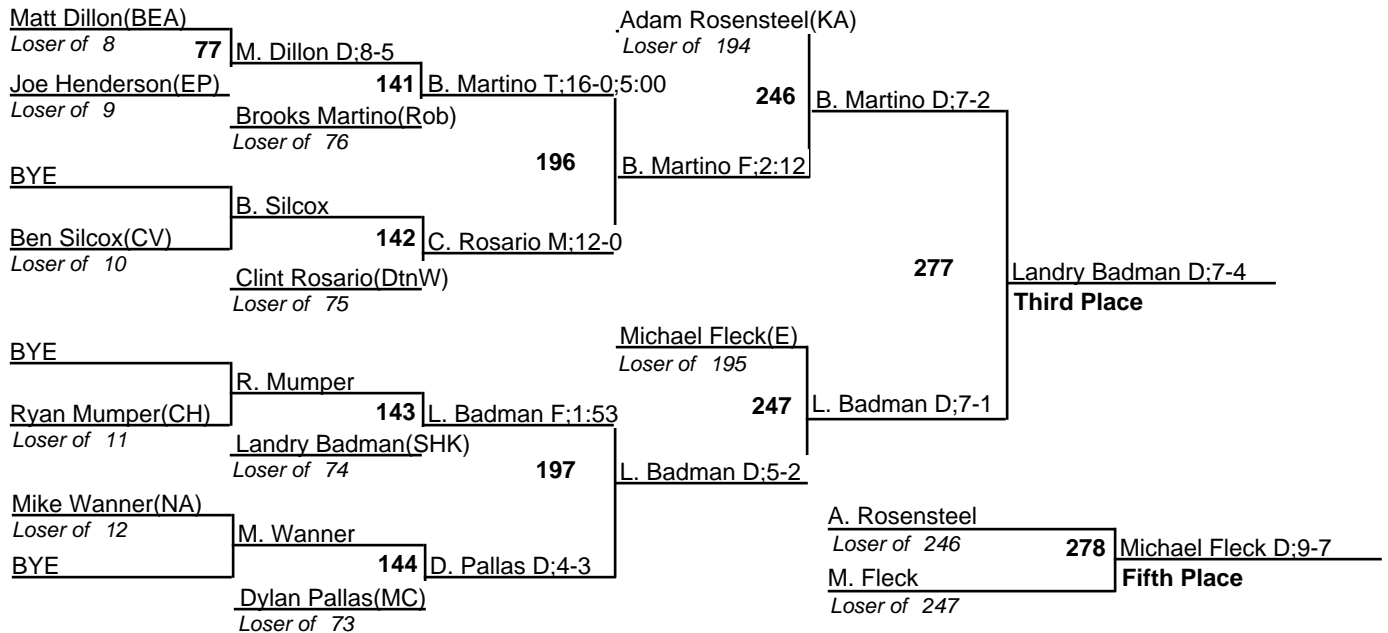 Matt Dillon(BEA)
Loser of 8
77
M. Dillon D;8-5
Joe Henderson(EP)
Loser of 9
141
B. Martino T;16-0;5:00
Brooks Martino(Rob)
Loser of 76
BYE
B. Silcox
Ben Silcox(CV)
Loser of 10
142
C. Rosario M;12-0
Clint Rosario(DtnW)
Loser of 75
196
B. Martino F;2:12
Adam Rosensteel(KA)
Loser of 194
246
B. Martino D;7-2
BYE
R. Mumper
Ryan Mumper(CH)
Loser of 11
143
L. Badman F;1:53
Landry Badman(SHK)
Loser of 74
Mike Wanner(NA)
Loser of 12
M. Wanner
BYE
144
D. Pallas D;4-3
Dylan Pallas(MC)
Loser of 73
197
L. Badman D;5-2
Michael Fleck(E)
Loser of 195
247
L. Badman D;7-1
277
Landry Badman D;7-4
Third Place
A. Rosensteel
Loser of 246
M. Fleck
Loser of 247
278
Michael Fleck D;9-7
Fifth Place